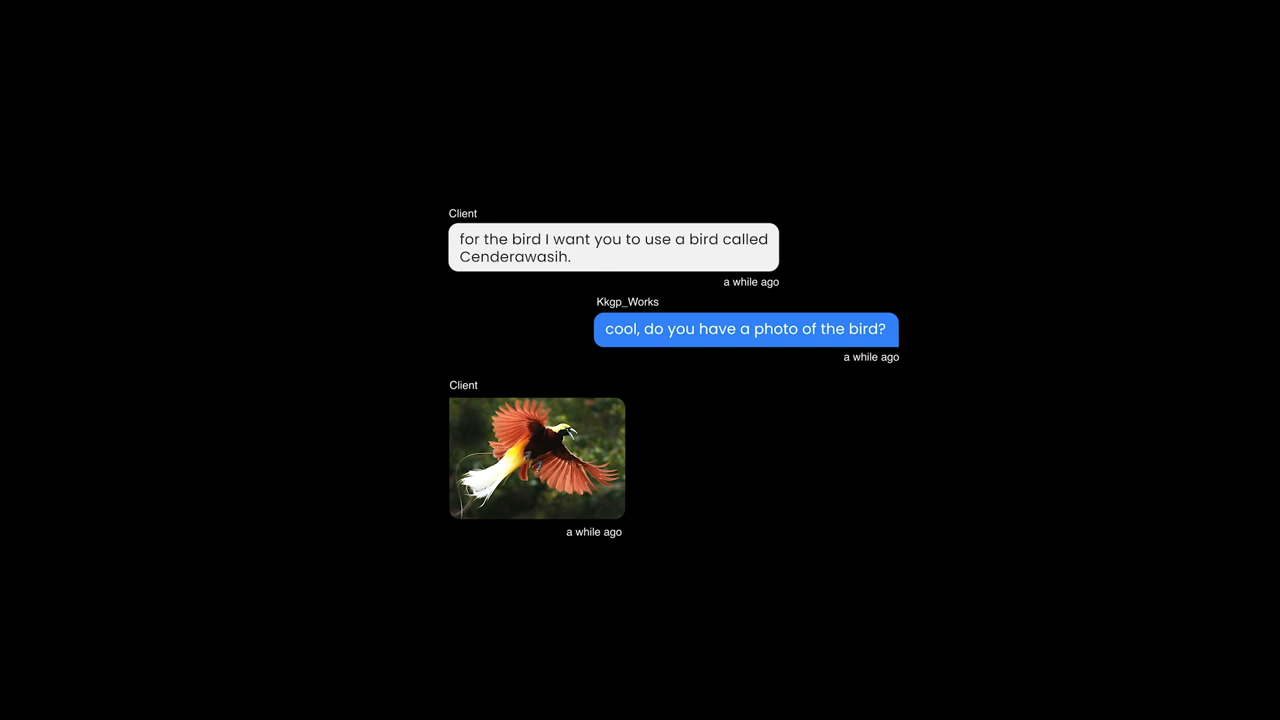 Client
for the bird I want you to use a bird called
Cenderawasih.
a while ago
Kkgp_Works
cool, do you have a photo of the bird?
a while ago
Client
a while ago